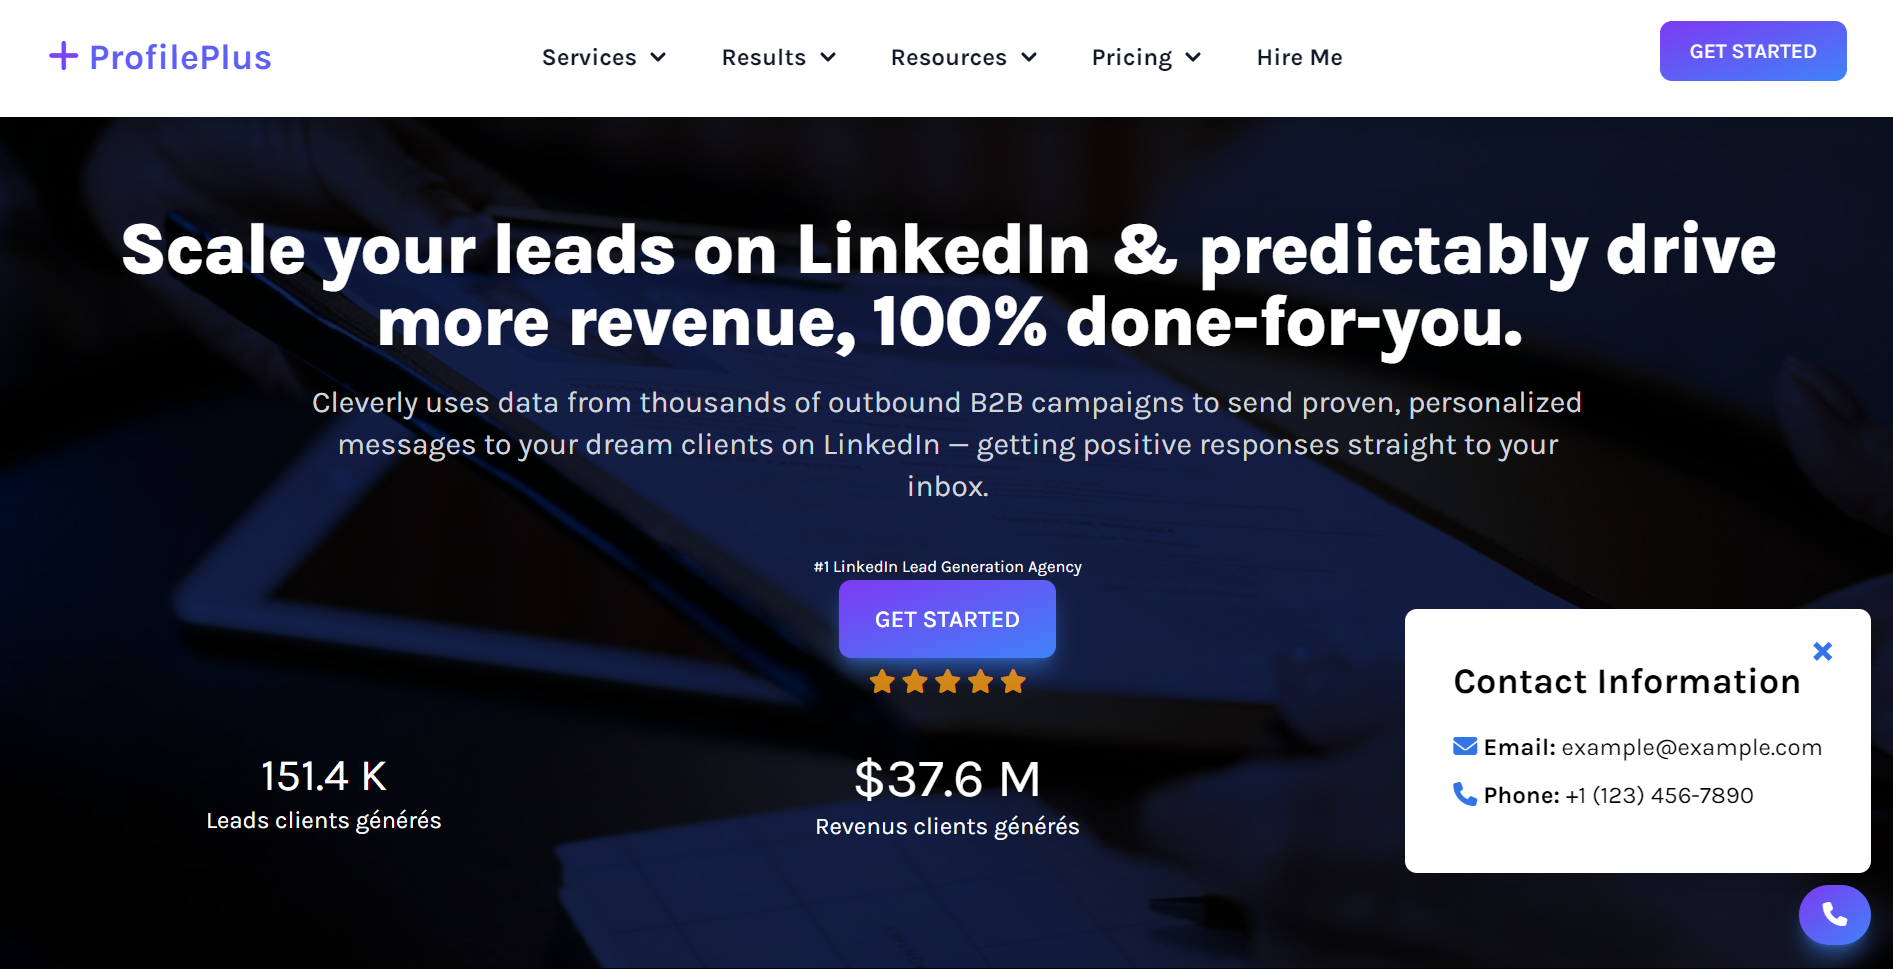 ProfilePlus
Services
Results
Resources
Pricing
Hire Me
GET STARTED
Scale your leads on LinkedIn & predictably drive
more revenue, 100% done-for-you.
Cleverly uses data from thousands of outbound B2B campaigns to send proven, personalized
messages to your dream clients on LinkedIn — getting positive responses straight to your
inbox.
#1 LinkedIn Lead Generation Agency
GET STARTED
151.4 K
Leads clients générés
$37.6 M
Revenus clients générés
Contact Information
Email: example@example.com
Phone: +1 (123) 456-7890